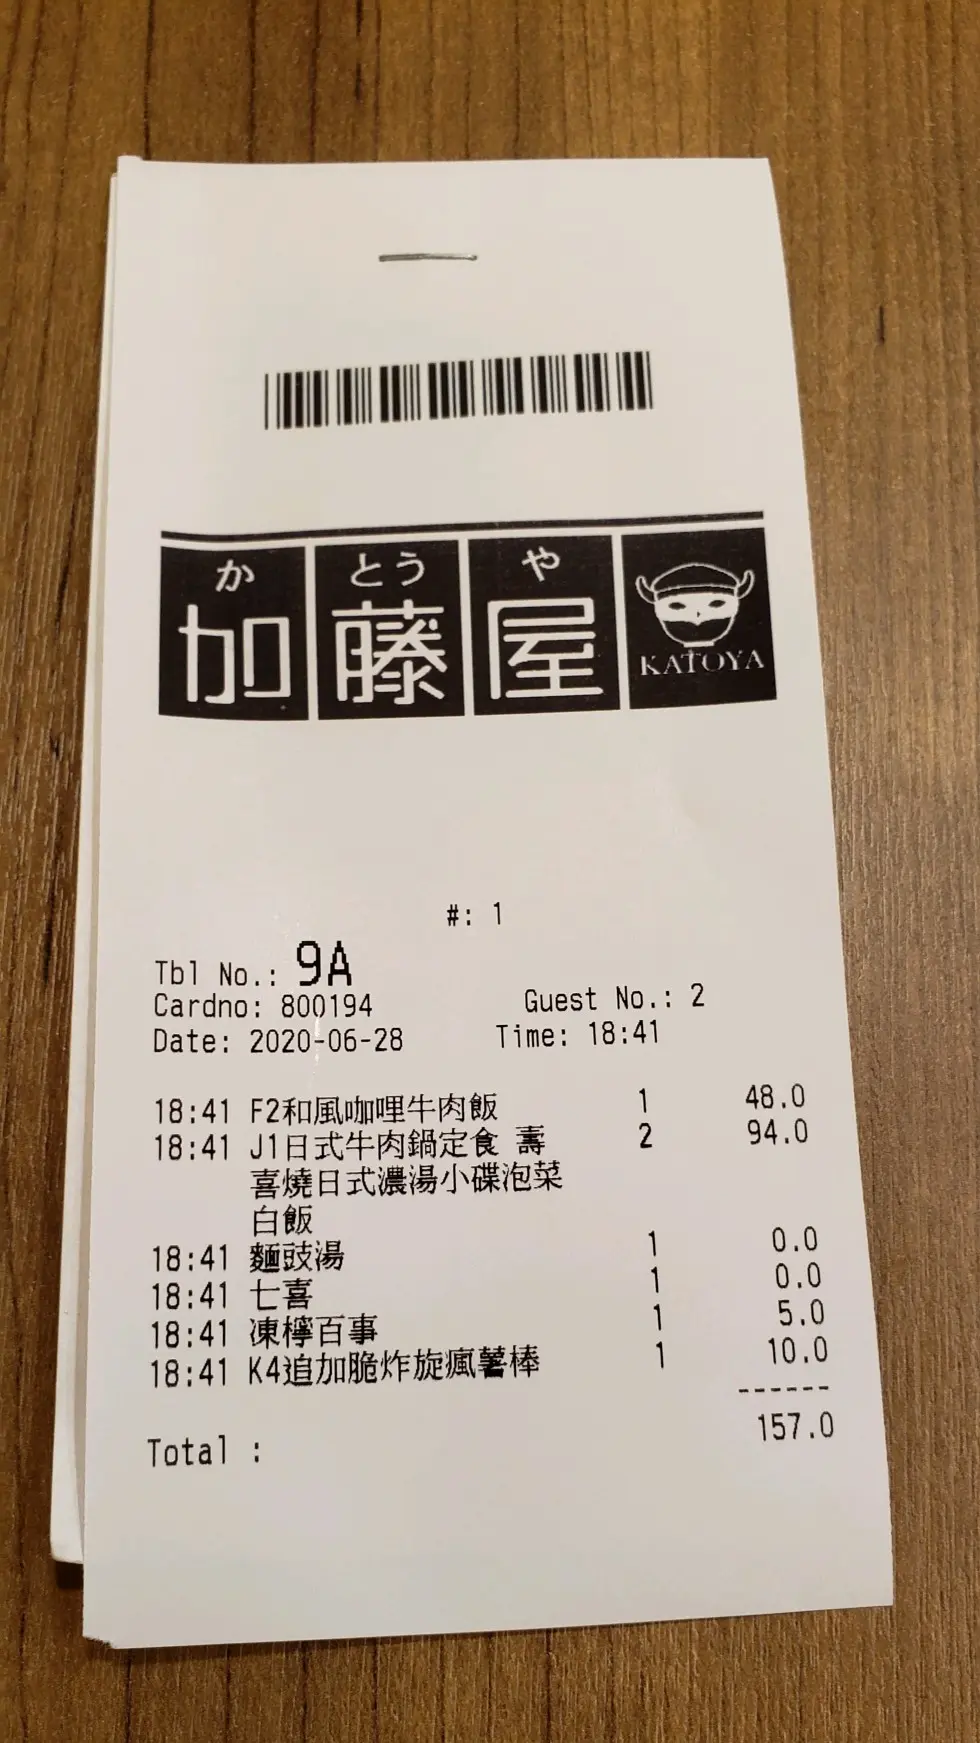 か とう や
加藤屋 KATOYA
#: 1
Tbl No.: 9A
Cardno: 800194 Guest No.: 2
Date: 2020-06-28 Time: 18:41
18:41 F2和風咖哩牛肉飯 1 48.0
18:41 J1日式牛肉鍋定食 壽 2 94.0
喜燒日式濃湯小碟泡菜
白飯
18:41 麵豉湯 1 0.0
18:41 七喜 1 0.0
18:41 凍檸百事 1 5.0
18:41 K4追加脆炸旋瘋薯棒 1 10.0
------
Total : 157.0